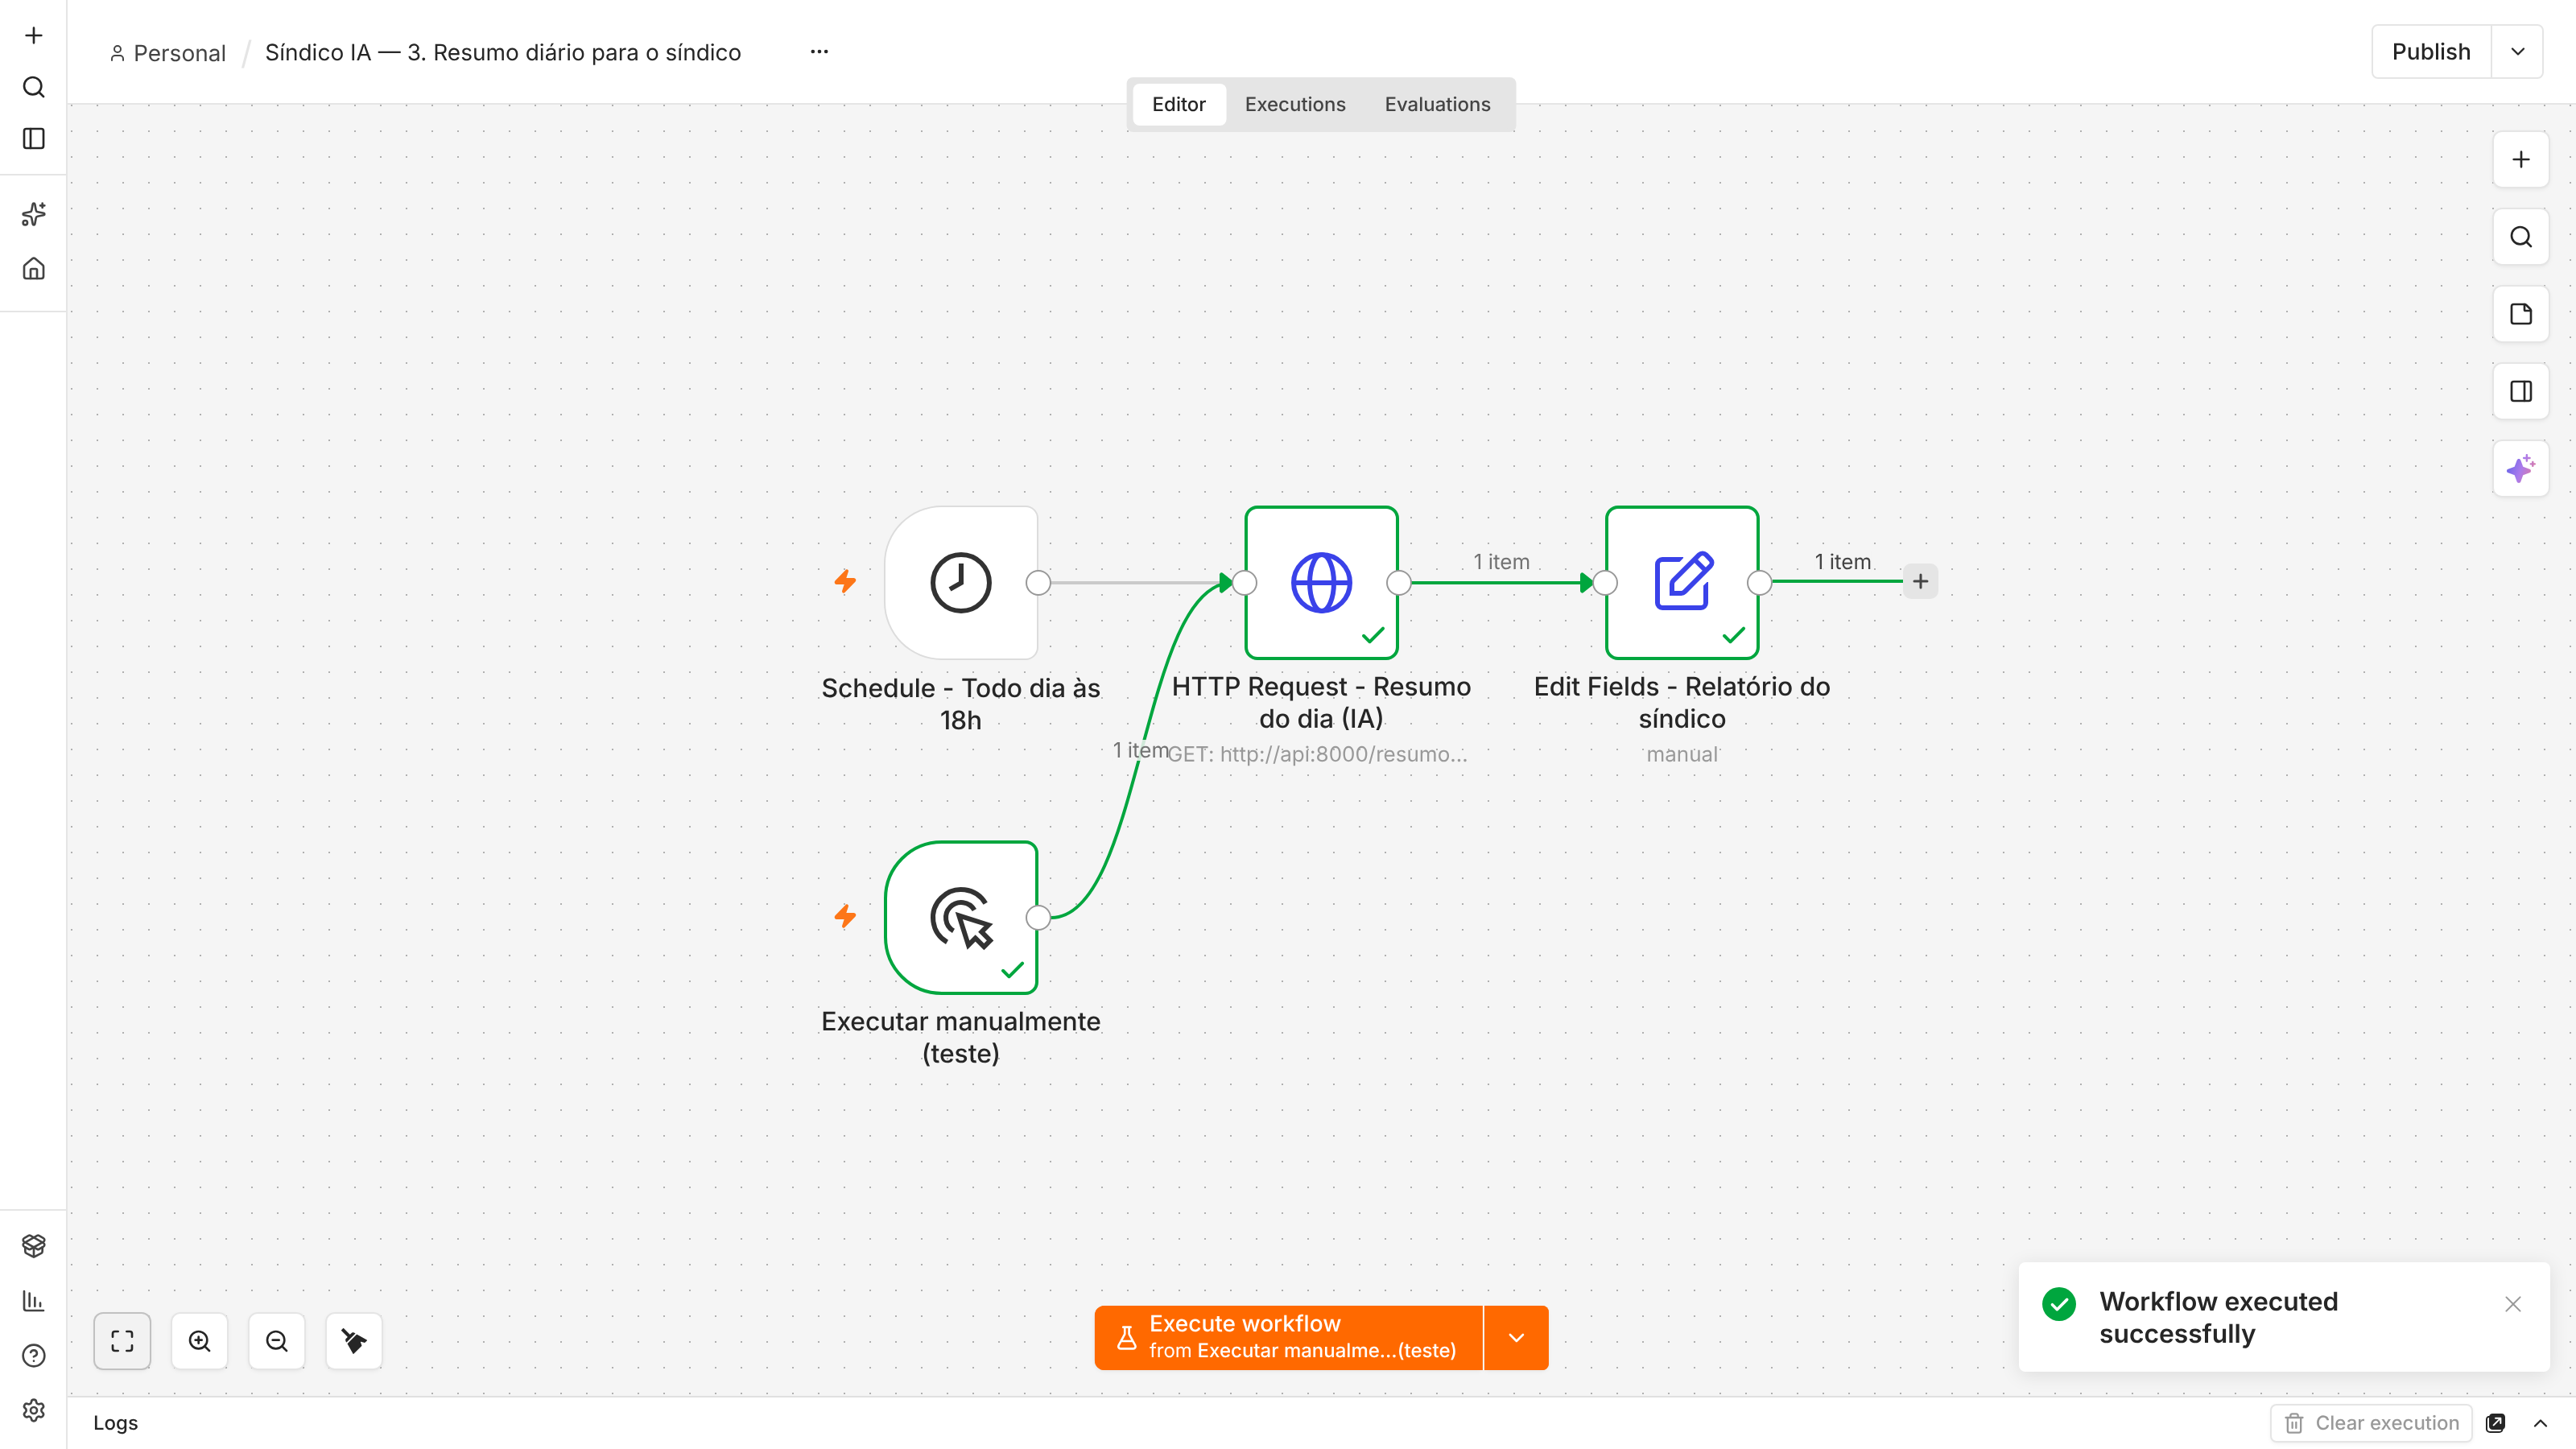 Personal / Síndico IA — 3. Resumo diário para o síndico
Publish
Editor
Executions
Evaluations
1 item
1 item
Schedule - Todo dia às
18h
HTTP Request - Resumo
do dia (IA)
GET: http://api:8000/resumo...
Edit Fields - Relatório do
síndico
manual
1 item
Executar manualmente
(teste)
Execute workflow
from Executar manualme...(teste)
Workflow executed
successfully
Logs
Clear execution